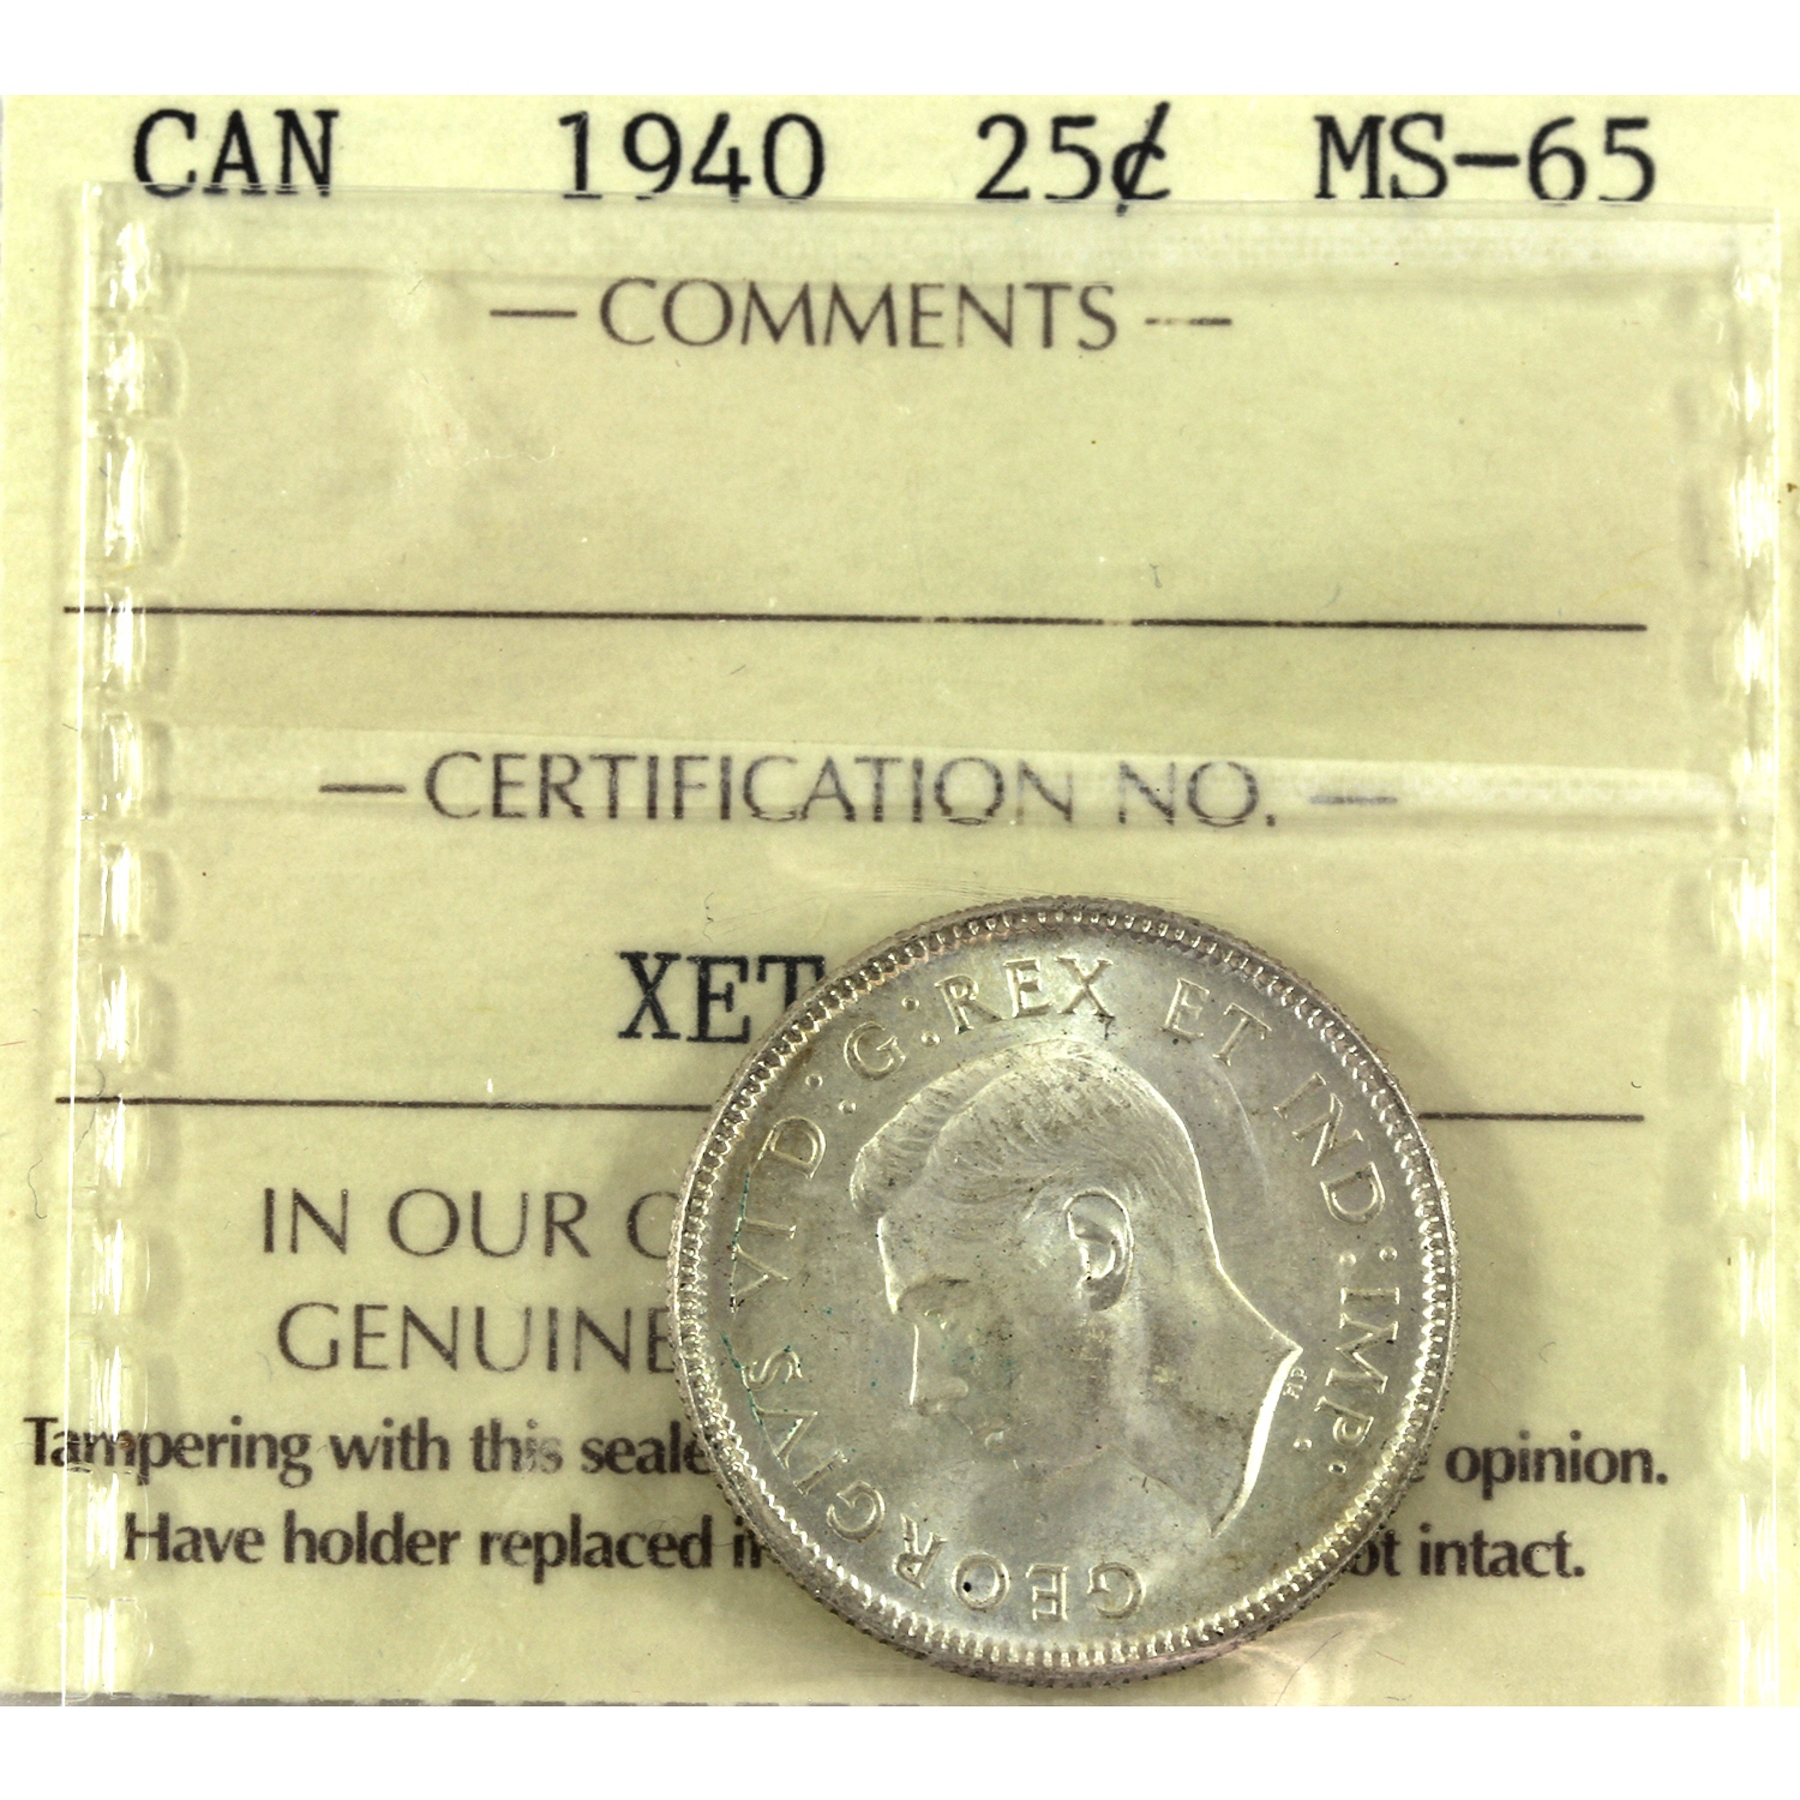 CAN 1940 25¢ MS-65
— COMMENTS —
— CERTIFICATION NO. —
XET
IN OUR
GENUINE
Tampering with this seale opinion.
Have holder replaced i ot intact.
GEORGIVS VI D·G:REX ET IND:IMP:
HP